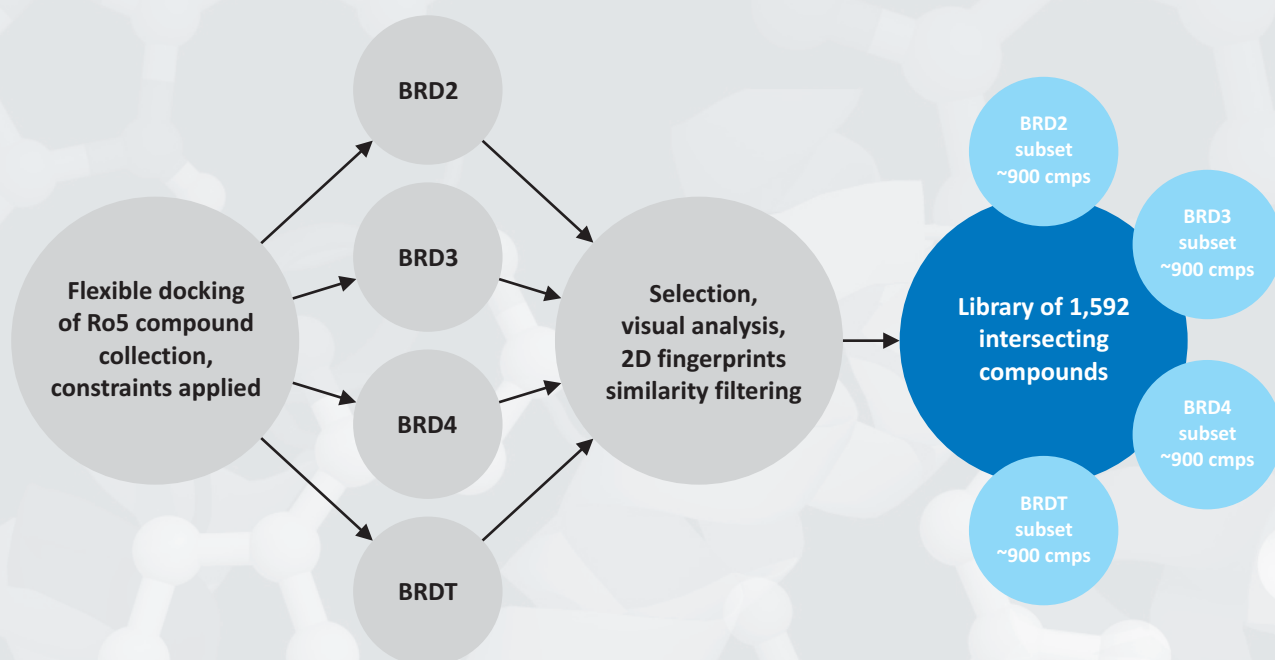 Flexible docking
of Ro5 compound
collection,
constraints applied
BRD2
BRD3
BRD4
BRDT
Selection,
visual analysis,
2D fingerprints
similarity filtering
Library of 1,592
intersecting
compounds
BRD2
subset
~900 cmps
BRD3
subset
~900 cmps
BRD4
subset
~900 cmps
BRDT
subset
~900 cmps